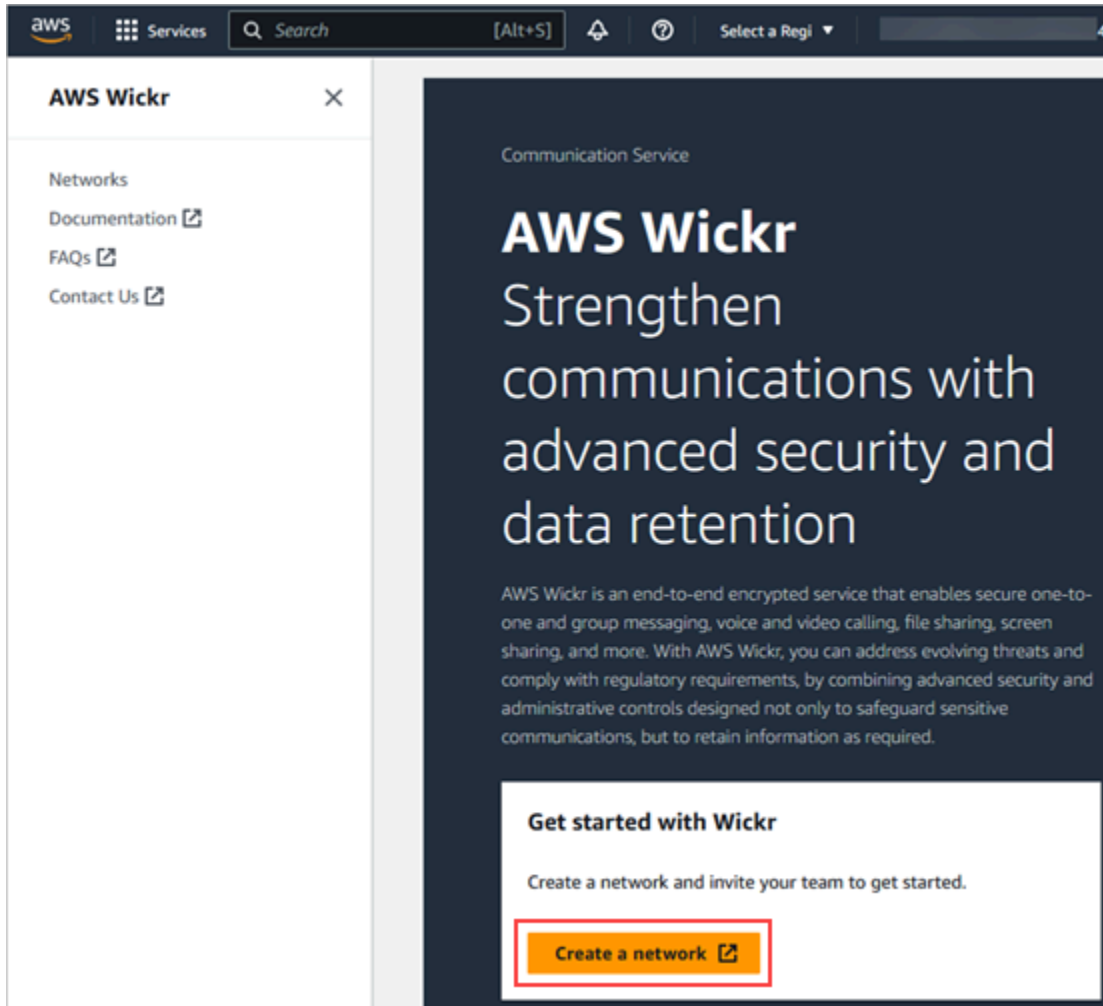 aws Services Search [Alt+S] Select a Regi
AWS Wickr
Networks
Documentation
FAQs
Contact Us
Communication Service
AWS Wickr
Strengthen
communications with
advanced security and
data retention
AWS Wickr is an end-to-end encrypted service that enables secure one-to-
one and group messaging, voice and video calling, file sharing, screen
sharing, and more. With AWS Wickr, you can address evolving threats and
comply with regulatory requirements, by combining advanced security and
administrative controls designed not only to safeguard sensitive
communications, but to retain information as required.
Get started with Wickr
Create a network and invite your team to get started.
Create a network